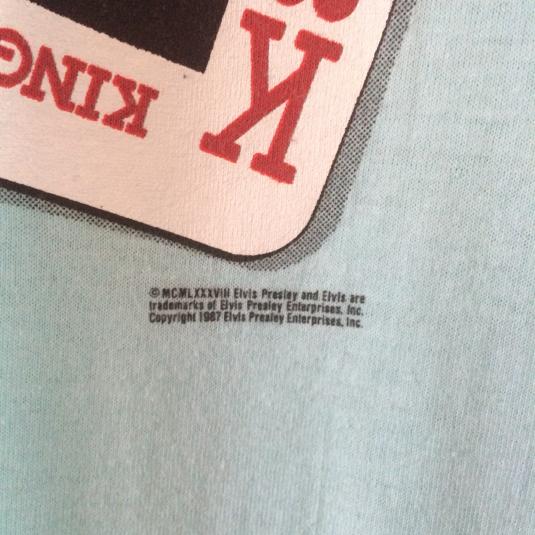 K
KING
© MCMLXXXVIII Elvis Presley and Elvis are
trademarks of Elvis Presley Enterprises, Inc.
Copyright 1987 Elvis Presley Enterprises, Inc.